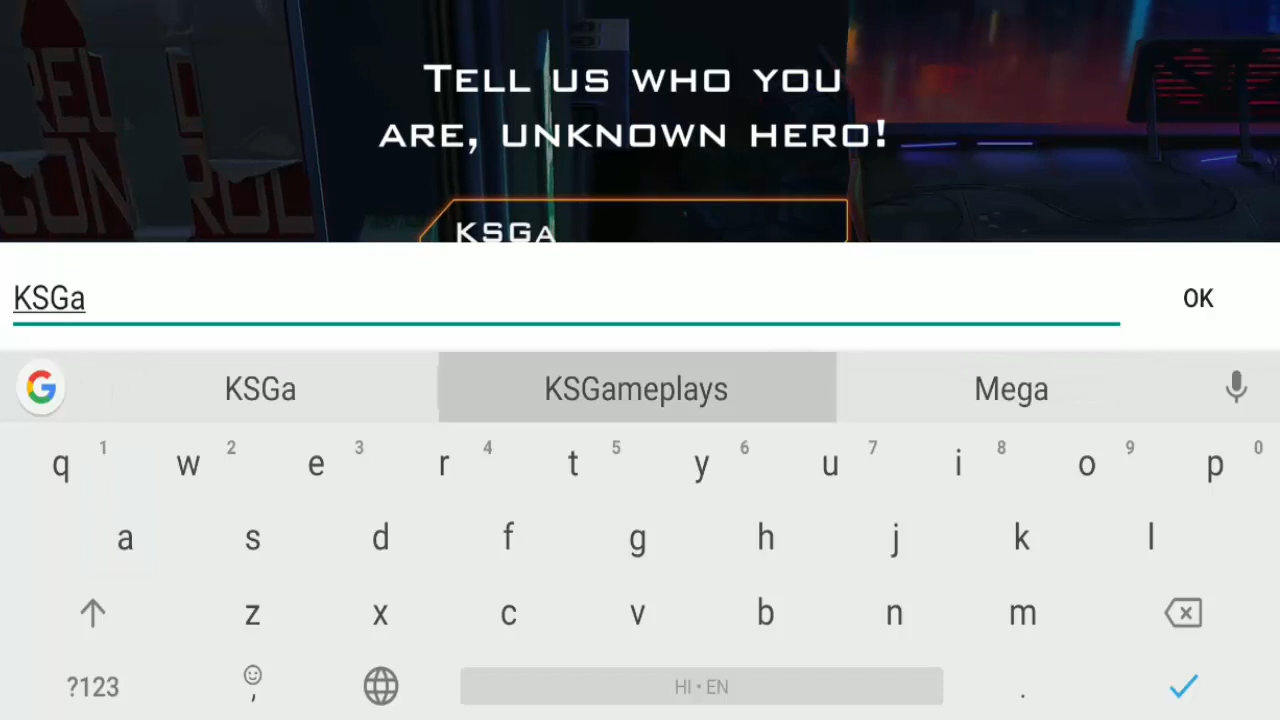 TELL US WHO YOU
ARE, UNKNOWN HERO!
KSGA
KSGa
OK
KSGa KSGameplays Mega
q 1 w 2 e 3 r 4 t 5 y 6 u 7 i 8 o 9 p 0
a s d f g h j k l
z x c v b n m
?123 , HI • EN .